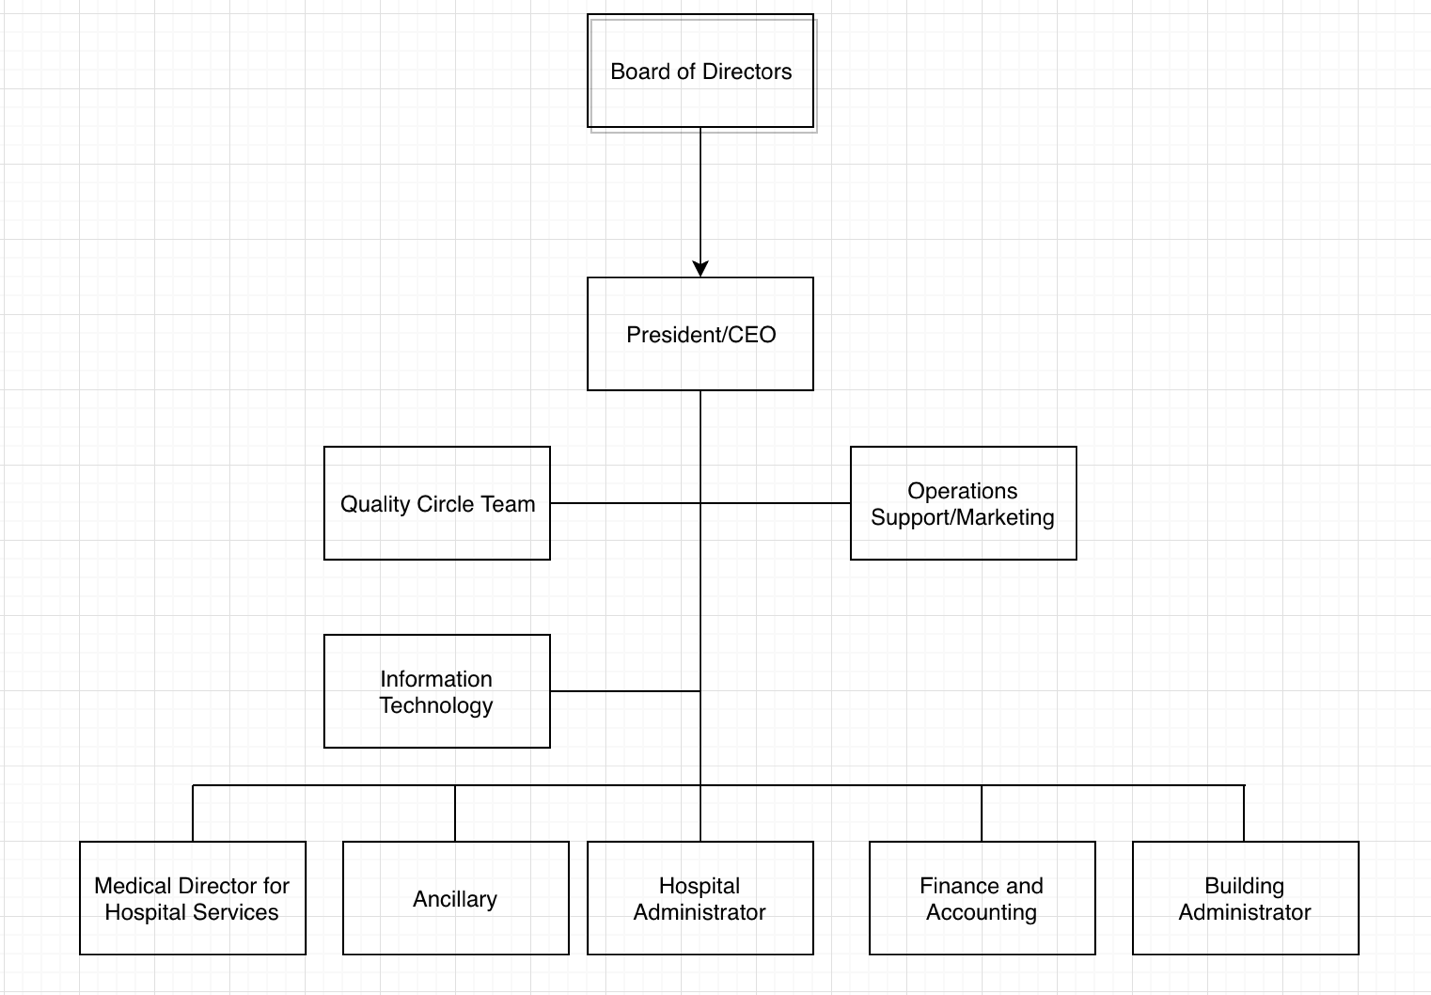 Board of Directors
President/CEO
Quality Circle Team
Operations
Support/Marketing
Information
Technology
Medical Director for
Hospital Services
Ancillary
Hospital
Administrator
Finance and
Accounting
Building
Administrator